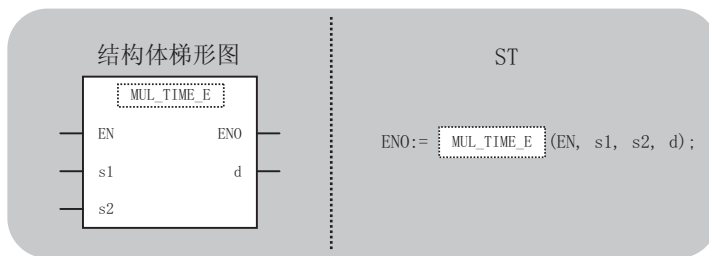 结构体梯形图
MUL_TIME_E
EN ENO
s1 d
s2
ST
ENO:= MUL_TIME_E (EN, s1, s2, d);